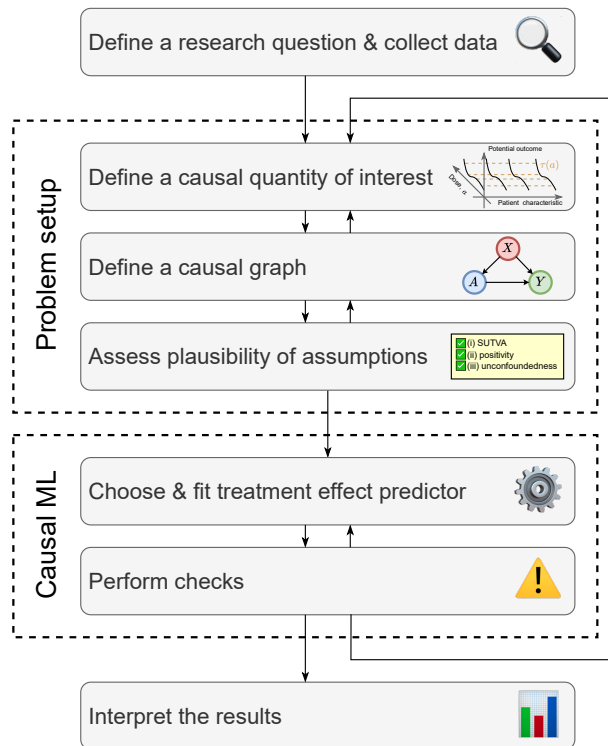 Define a research question & collect data
Problem setup
Define a causal quantity of interest
Potential outcome
r(a)
Dose, a
Patient characteristic
Define a causal graph
X
A
Y
Assess plausibility of assumptions
(i) SUTVA
(ii) positivity
(iii) unconfoundedness
Causal ML
Choose & fit treatment effect predictor
Perform checks
Interpret the results